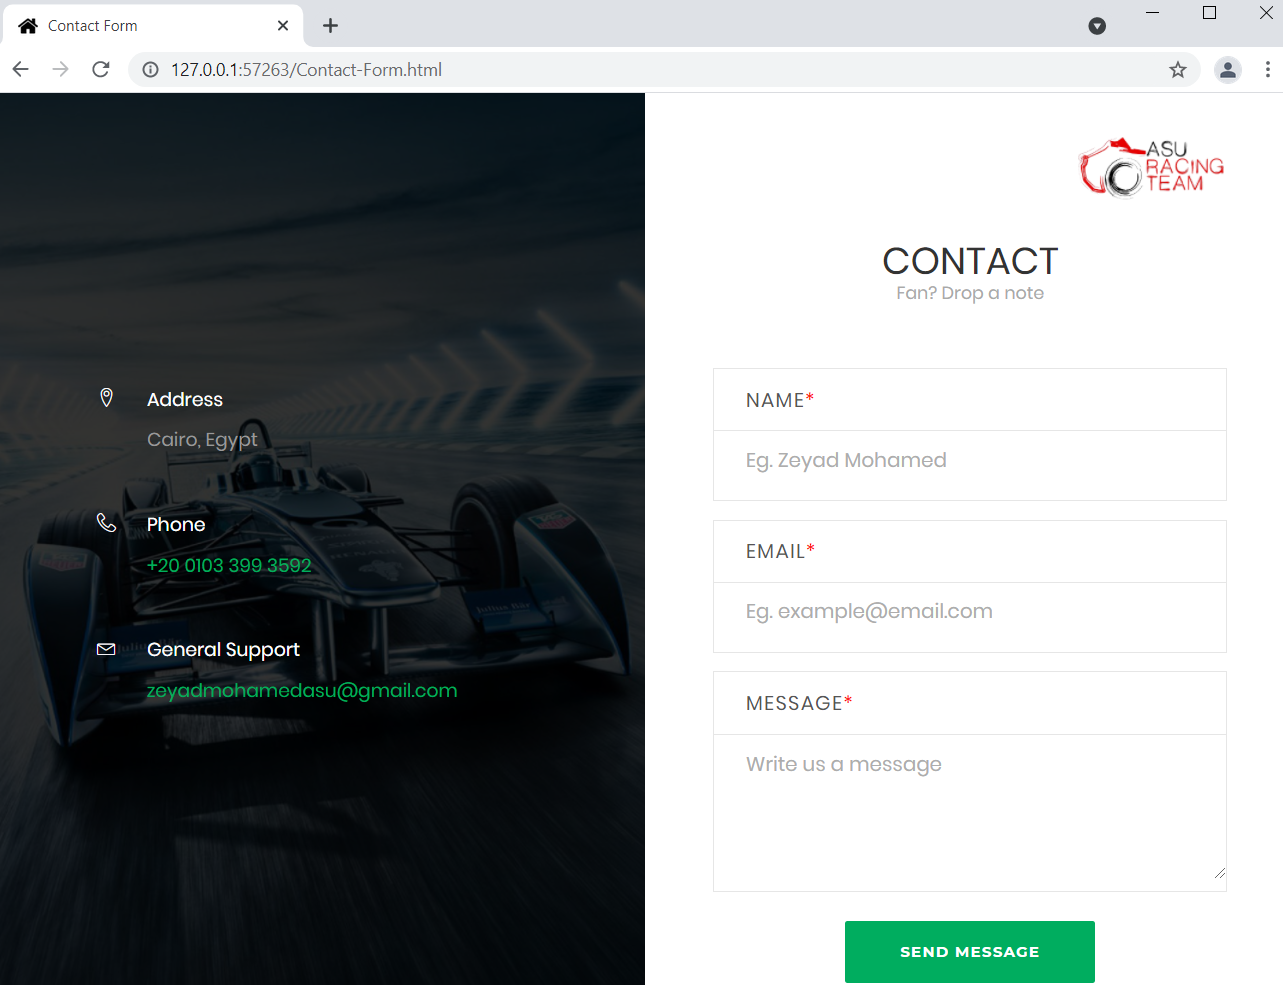 Contact Form
127.0.0.1:57263/Contact-Form.html
ASU
RACING
TEAM
CONTACT
Fan? Drop a note
Address
Cairo, Egypt
Phone
+20 0103 399 3592
General Support
zeyadmohamedasu@gmail.com
NAME*
Eg. Zeyad Mohamed
EMAIL*
Eg. example@email.com
MESSAGE*
Write us a message
SEND MESSAGE